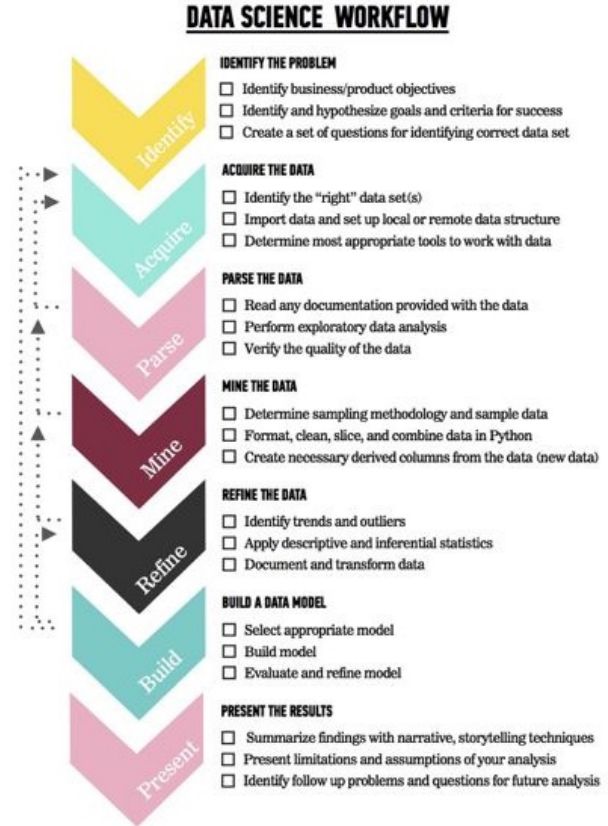 DATA SCIENCE WORKFLOW
IDENTIFY THE PROBLEM
Identify business/product objectives
Identify and hypothesize goals and criteria for success
Create a set of questions for identifying correct data set
Identify
ACQUIRE THE DATA
Identify the “right” data set(s)
Import data and set up local or remote data structure
Determine most appropriate tools to work with data
Acquire
PARSE THE DATA
Read any documentation provided with the data
Perform exploratory data analysis
Verify the quality of the data
Parse
MINE THE DATA
Determine sampling methodology and sample data
Format, clean, slice, and combine data in Python
Create necessary derived columns from the data (new data)
Mine
REFINE THE DATA
Identify trends and outliers
Apply descriptive and inferential statistics
Document and transform data
Refine
BUILD A DATA MODEL
Select appropriate model
Build model
Evaluate and refine model
Build
PRESENT THE RESULTS
Summarize findings with narrative, storytelling techniques
Present limitations and assumptions of your analysis
Identify follow up problems and questions for future analysis
Present